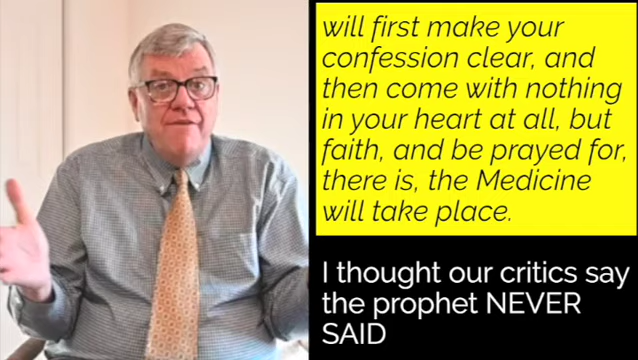 will first make your
confession clear, and
then come with nothing
in your heart at all, but
faith, and be prayed for,
there is, the Medicine
will take place.
I thought our critics say
the prophet NEVER
SAID